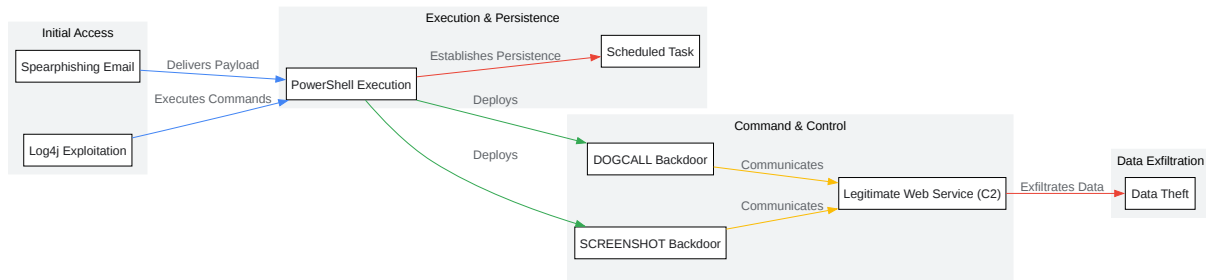 Initial Access
Spearphishing Email
Log4j Exploitation
Delivers Payload
Executes Commands
Execution & Persistence
PowerShell Execution
Establishes Persistence
Scheduled Task
Deploys
Deploys
Command & Control
DOGCALL Backdoor
SCREENSHOT Backdoor
Communicates
Communicates
Legitimate Web Service (C2)
Exfiltrates Data
Data Exfiltration
Data Theft